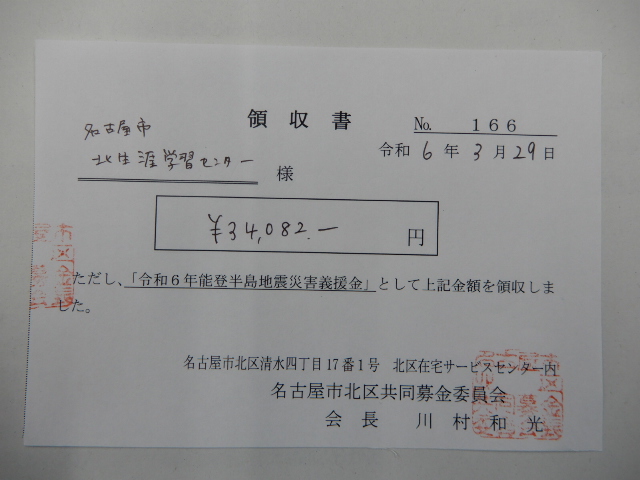 領収書
No. 166
令和 6 年 3 月 29 日
名古屋市
北生涯学習センター 様
¥34,082.― 円
ただし、「令和6年能登半島地震災害義援金」として上記金額を領収しま
した。
名古屋市北区清水四丁目17番1号 北区在宅サービスセンター内
名古屋市北区共同募金委員会
会長 川村和光